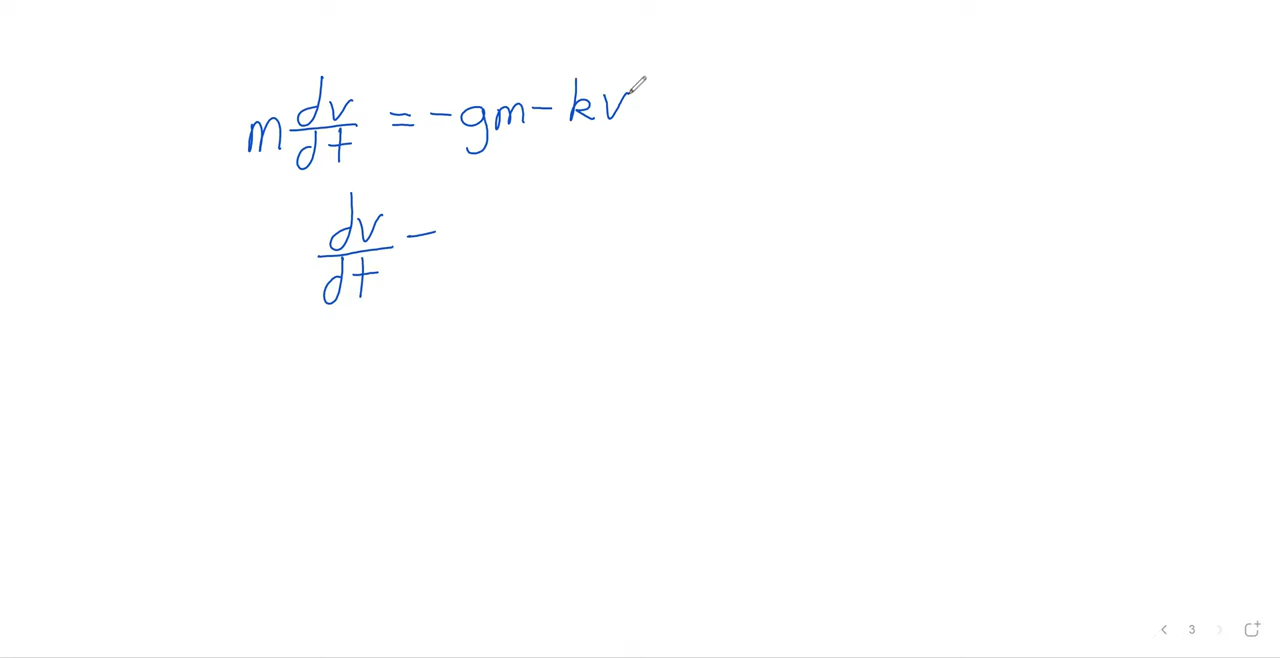 m dv/dt = -gm - kv
dv/dt -
3